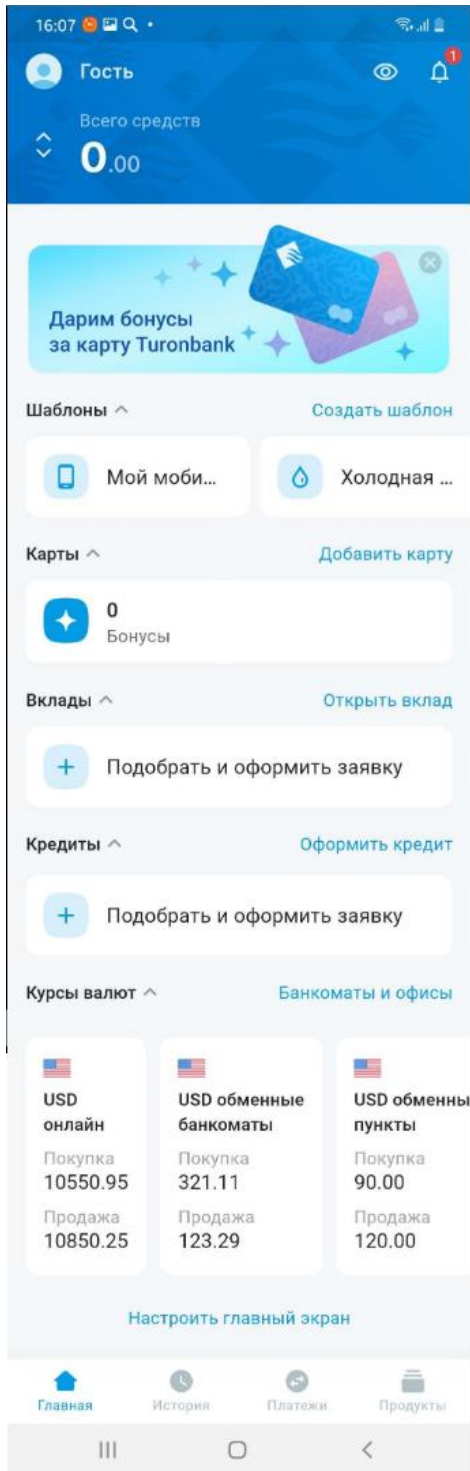 16:07
1
Гость
Всего средств
0.00
Дарим бонусы
за карту Turonbank
Шаблоны
Создать шаблон
Мой моби...
Холодная ...
Карты
Добавить карту
0
Бонусы
Вклады
Открыть вклад
Подобрать и оформить заявку
Кредиты
Оформить кредит
Подобрать и оформить заявку
Курсы валют
Банкоматы и офисы
USD
онлайн
Покупка
10550.95
Продажа
10850.25
USD обменные
банкоматы
Покупка
321.11
Продажа
123.29
USD обменны
пункты
Покупка
90.00
Продажа
120.00
Настроить главный экран
Главная
История
Платежи
Продукты